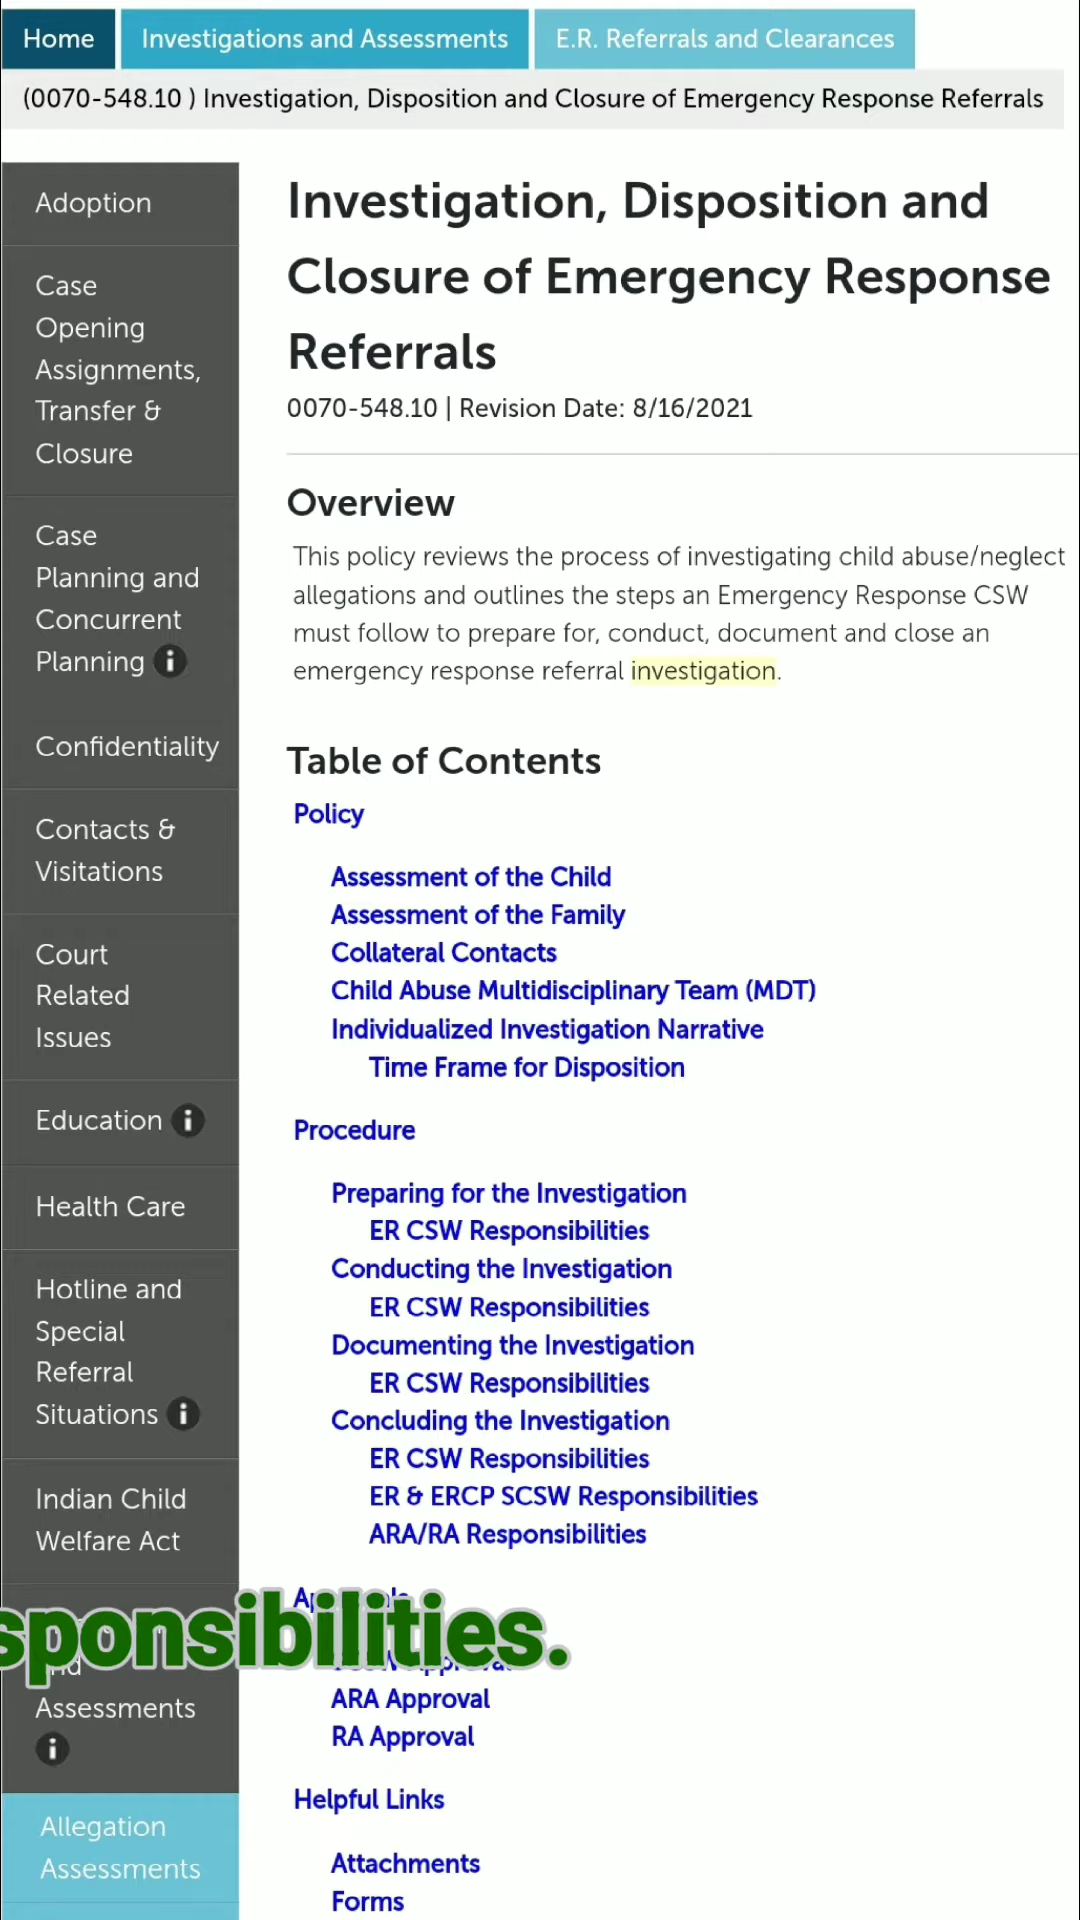 Home Investigations and Assessments E.R. Referrals and Clearances
(0070-548.10 ) Investigation, Disposition and Closure of Emergency Response Referrals
Adoption
Case
Opening
Assignments,
Transfer &
Closure
Case
Planning and
Concurrent
Planning i
Confidentiality
Contacts &
Visitations
Court
Related
Issues
Education i
Health Care
Hotline and
Special
Referral
Situations i
Indian Child
Welfare Act
Assessments
i
Allegation
Assessments
Investigation, Disposition and
Closure of Emergency Response
Referrals
0070-548.10 | Revision Date: 8/16/2021
Overview
This policy reviews the process of investigating child abuse/neglect
allegations and outlines the steps an Emergency Response CSW
must follow to prepare for, conduct, document and close an
emergency response referral investigation.
Table of Contents
Policy
Assessment of the Child
Assessment of the Family
Collateral Contacts
Child Abuse Multidisciplinary Team (MDT)
Individualized Investigation Narrative
Time Frame for Disposition
Procedure
Preparing for the Investigation
ER CSW Responsibilities
Conducting the Investigation
ER CSW Responsibilities
Documenting the Investigation
ER CSW Responsibilities
Concluding the Investigation
ER CSW Responsibilities
ER & ERCP SCSW Responsibilities
ARA/RA Responsibilities
sponsibilities.
ARA Approval
RA Approval
Helpful Links
Attachments
Forms